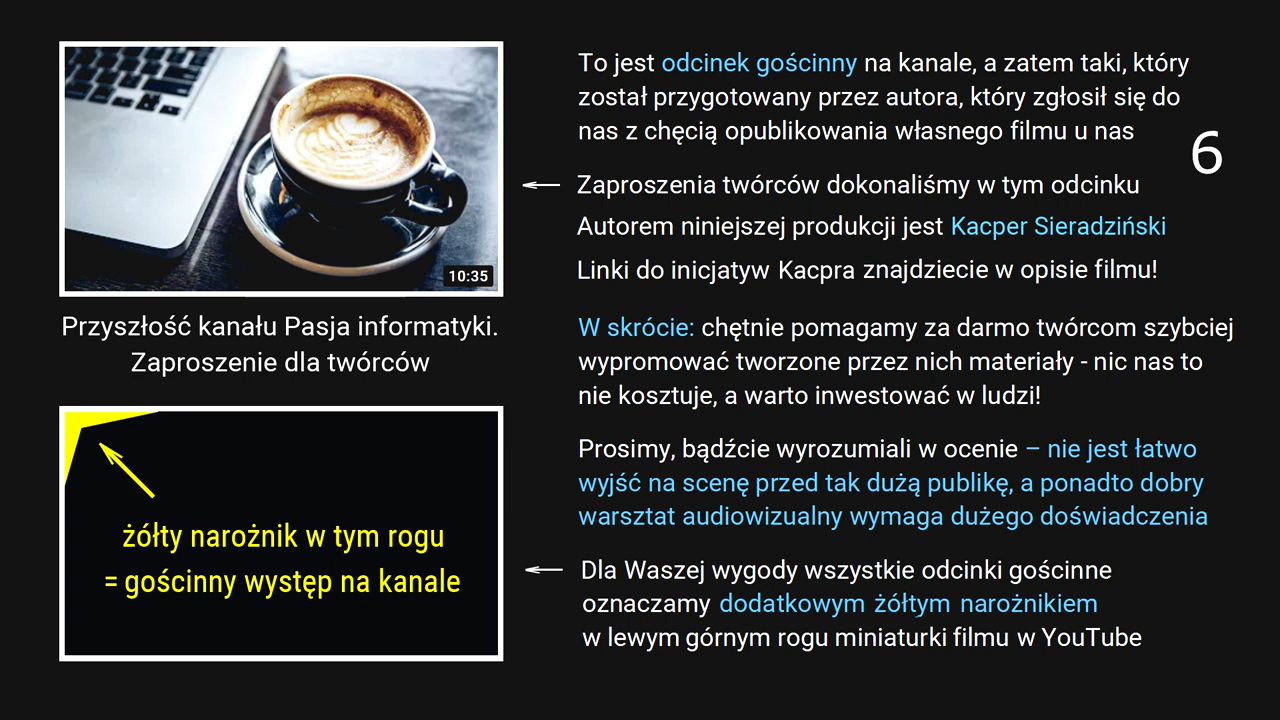 10:35
Przyszłość kanału Pasja informatyki.
Zaproszenie dla twórców
żółty narożnik w tym rogu
= gościnny występ na kanale
To jest odcinek gościnny na kanale, a zatem taki, który
został przygotowany przez autora, który zgłosił się do
nas z chęcią opublikowania własnego filmu u nas
6
Zaproszenia twórców dokonaliśmy w tym odcinku
Autorem niniejszej produkcji jest Kacper Sieradziński
Linki do inicjatyw Kacpra znajdziecie w opisie filmu!
W skrócie: chętnie pomagamy za darmo twórcom szybciej
wypromować tworzone przez nich materiały - nic nas to
nie kosztuje, a warto inwestować w ludzi!
Prosimy, bądźcie wyrozumiali w ocenie – nie jest łatwo
wyjść na scenę przed tak dużą publikę, a ponadto dobry
warsztat audiowizualny wymaga dużego doświadczenia
Dla Waszej wygody wszystkie odcinki gościnne
oznaczamy dodatkowym żółtym narożnikiem
w lewym górnym rogu miniaturki filmu w YouTube